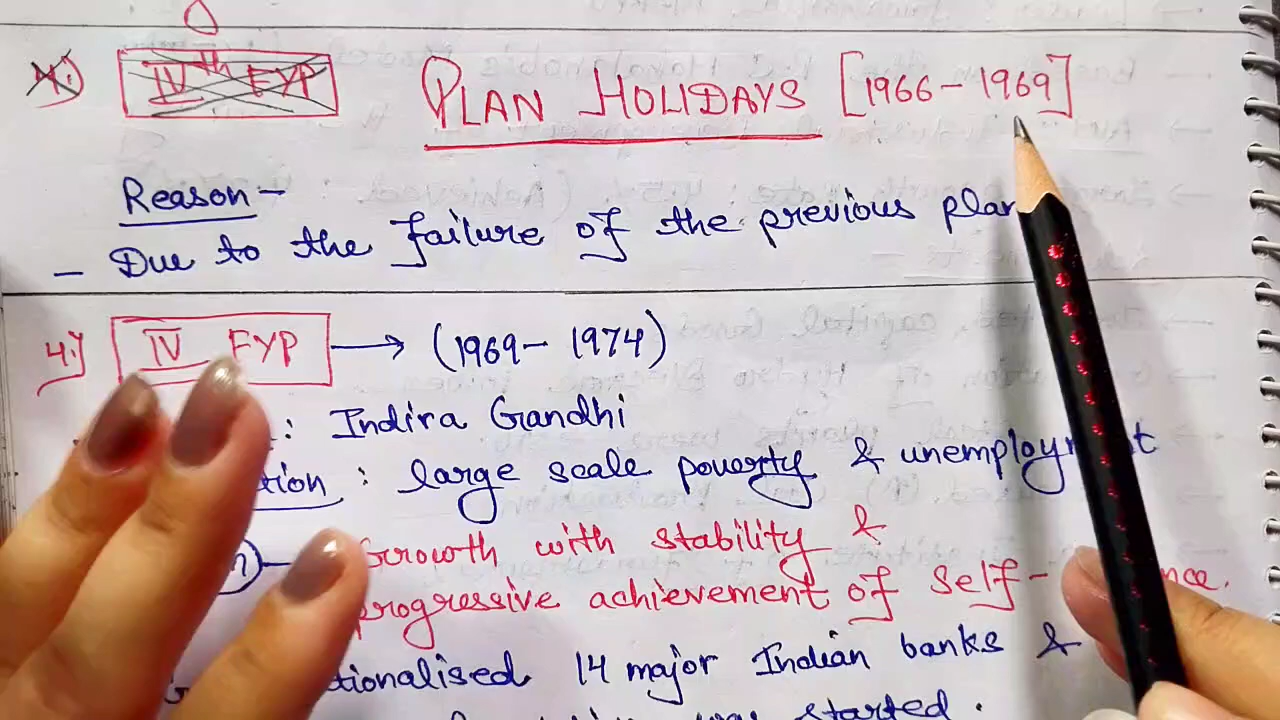 4.) IVth FYP PLAN HOLIDAYS [1966-1969]
Reason -
- Due to the failure of the previous plan
4.) IV FYP → (1969- 1974)
: Indira Gandhi
: large scale poverty & unemployment
Growth with stability &
progressive achievement of self-
14 major Indian banks &
was started.